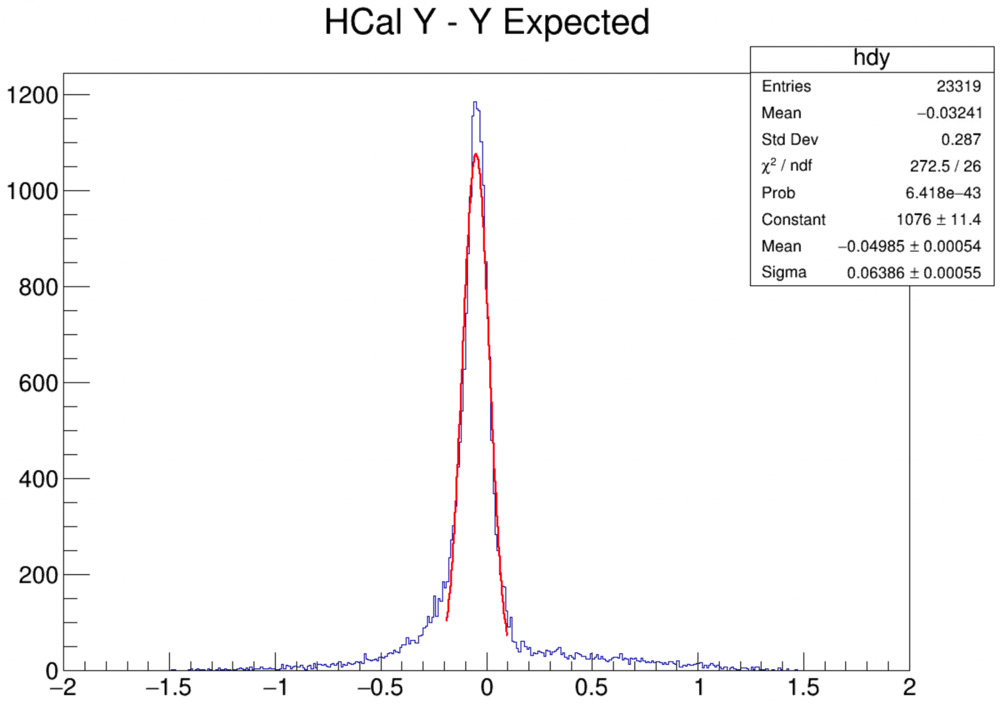 HCal Y - Y Expected
hdy
Entries 23319
Mean −0.03241
Std Dev 0.287
χ² / ndf 272.5 / 26
Prob 6.418e−43
Constant 1076 ± 11.4
Mean −0.04985 ± 0.00054
Sigma 0.06386 ± 0.00055
1200
1000
800
600
400
200
0
−2 −1.5 −1 −0.5 0 0.5 1 1.5 2